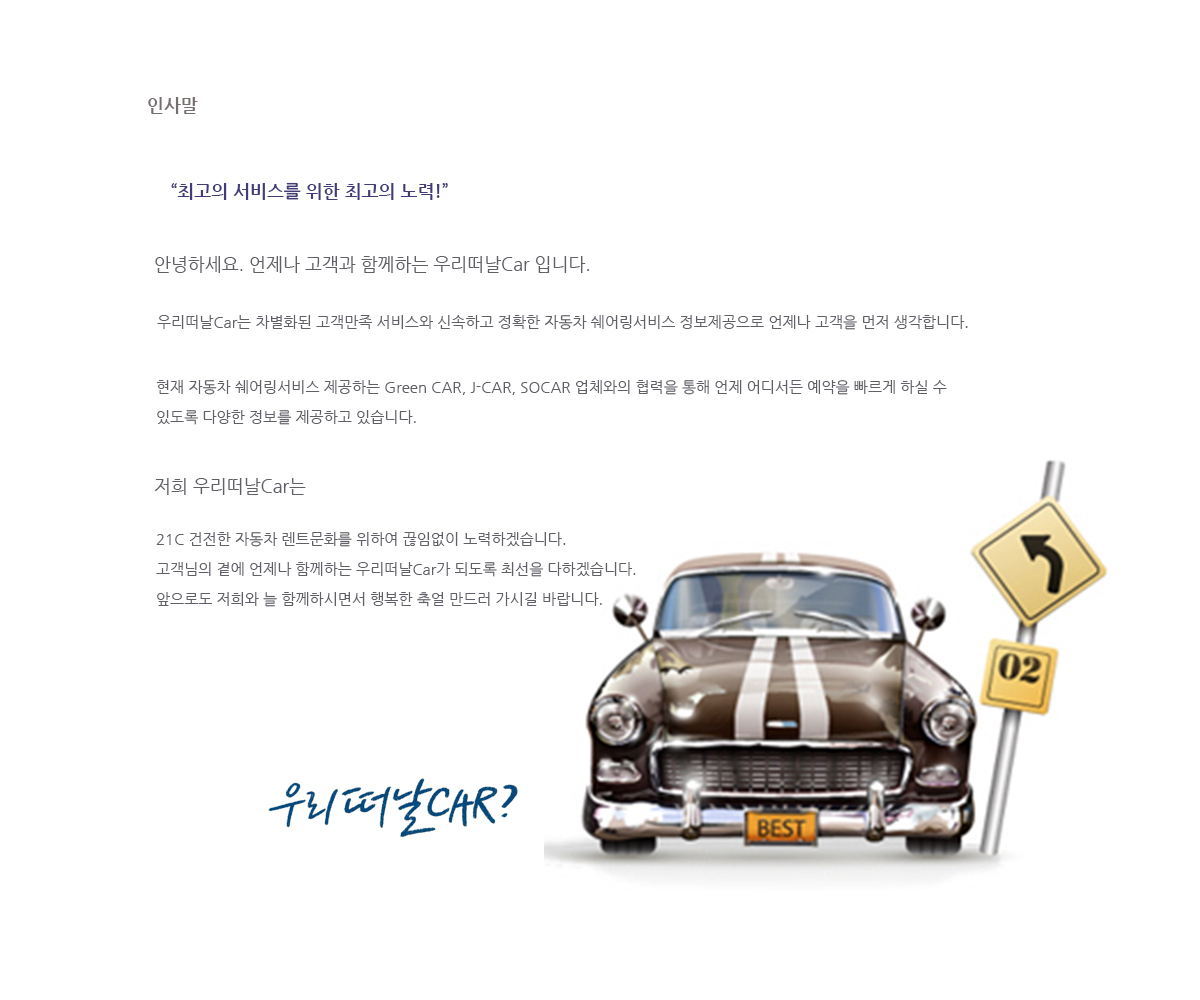 인사말
“최고의 서비스를 위한 최고의 노력!”
안녕하세요. 언제나 고객과 함께하는 우리떠날Car 입니다.
우리떠날Car는 차별화된 고객만족 서비스와 신속하고 정확한 자동차 쉐어링서비스 정보제공으로 언제나 고객을 먼저 생각합니다.
현재 자동차 쉐어링서비스 제공하는 Green CAR, J-CAR, SOCAR 업체와의 협력을 통해 언제 어디서든 예약을 빠르게 하실 수
있도록 다양한 정보를 제공하고 있습니다.
저희 우리떠날Car는
21C 건전한 자동차 렌트문화를 위하여 끊임없이 노력하겠습니다.
고객님의 곁에 언제나 함께하는 우리떠날Car가 되도록 최선을 다하겠습니다.
앞으로도 저희와 늘 함께하시면서 행복한 축얼 만드러 가시길 바랍니다.
02
우리떠날CAR?
BEST